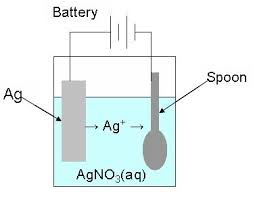 Battery
Spoon
Ag
→ Ag⁺ →
AgNO₃(aq)